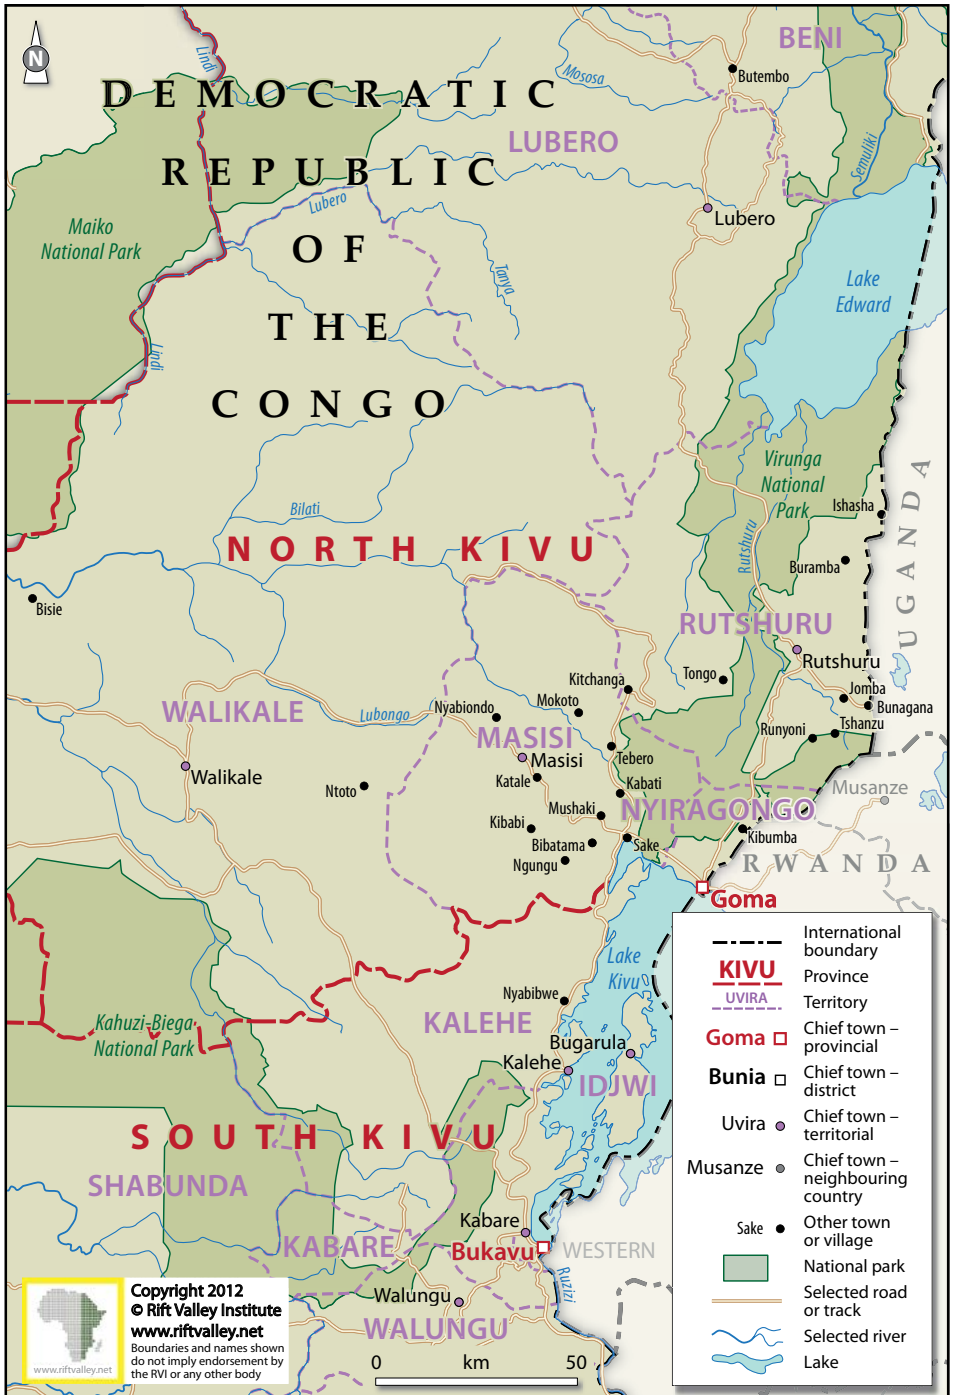 N
BENI
Lindi
Mososa
Butembo
DEMOCRATIC
LUBERO
Semuliki
REPUBLIC
Lubero
Lubero
Maiko
National Park
OF
Tanya
Lake
Edward
THE
Lindi
CONGO
Virunga
National
Park
UGANDA
Ishasha
Bilati
NORTH KIVU
Rutshuru
Buramba
Bisie
RUTSHURU
Rutshuru
Kitchanga
Tongo
Jomba
WALIKALE
Lubongo
Nyabiondo
Mokoto
Bunagana
Runyoni
Tshanzu
MASISI
Masisi
Tebero
Walikale
Katale
Kabati
Musanze
Ntoto
Mushaki
NYIRAGONGO
Kibabi
Kibumba
Bibatama
Sake
Ngungu
RWANDA
Goma
Lake
Kivu
Nyabibwe
Kahuzi-Biega
National Park
KALEHE
Bugarula
Kalehe
IDJWI
SOUTH KIVU
SHABUNDA
Kabare
KABARE
Bukavu
WESTERN
Ruzizi
Walungu
WALUNGU
International
boundary
KIVU
Province
UVIRA
Territory
Goma
Chief town –
provincial
Bunia
Chief town –
district
Uvira
Chief town –
territorial
Musanze
Chief town –
neighbouring
country
Sake
Other town
or village
National park
Selected road
or track
Selected river
Lake
www.riftvalley.net
Copyright 2012
© Rift Valley Institute
www.riftvalley.net
Boundaries and names shown
do not imply endorsement by
the RVI or any other body
0 km 50